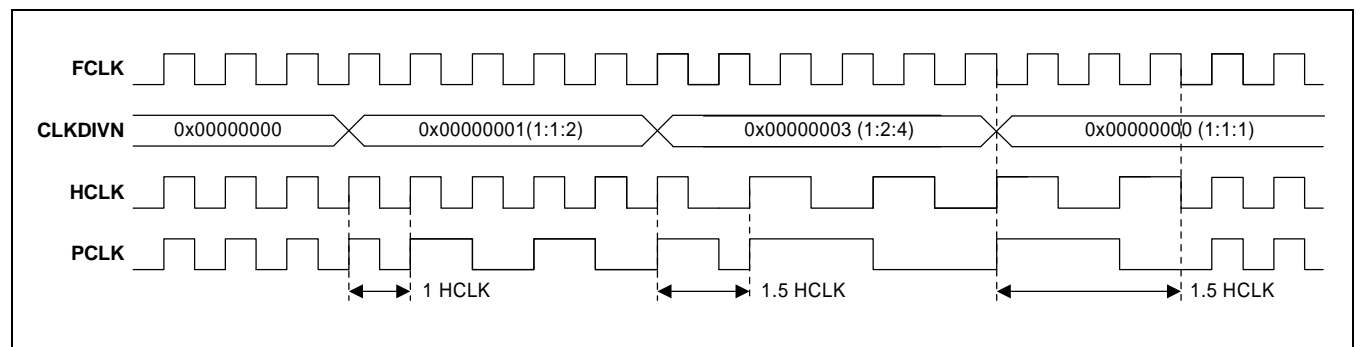 FCLK
CLKDIVN 0x00000000 0x00000001(1:1:2) 0x00000003 (1:2:4) 0x00000000 (1:1:1)
HCLK
PCLK
1 HCLK 1.5 HCLK 1.5 HCLK